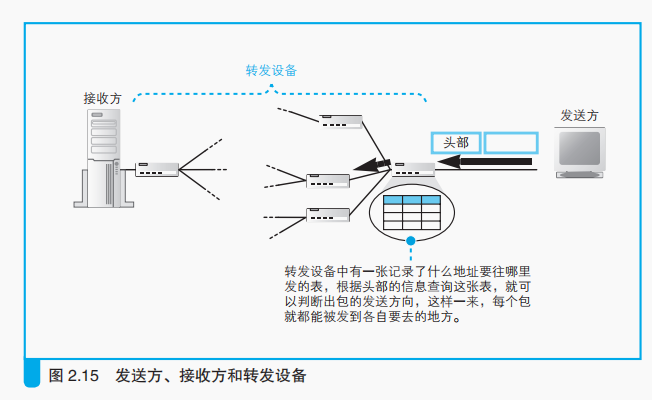 转发设备
接收方
发送方
头部
转发设备中有一张记录了什么地址要往哪里
发的表，根据头部的信息查询这张表，就可
以判断出包的发送方向，这样一来，每个包
就都能被发到各自要去的地方。
图 2.15 发送方、接收方和转发设备